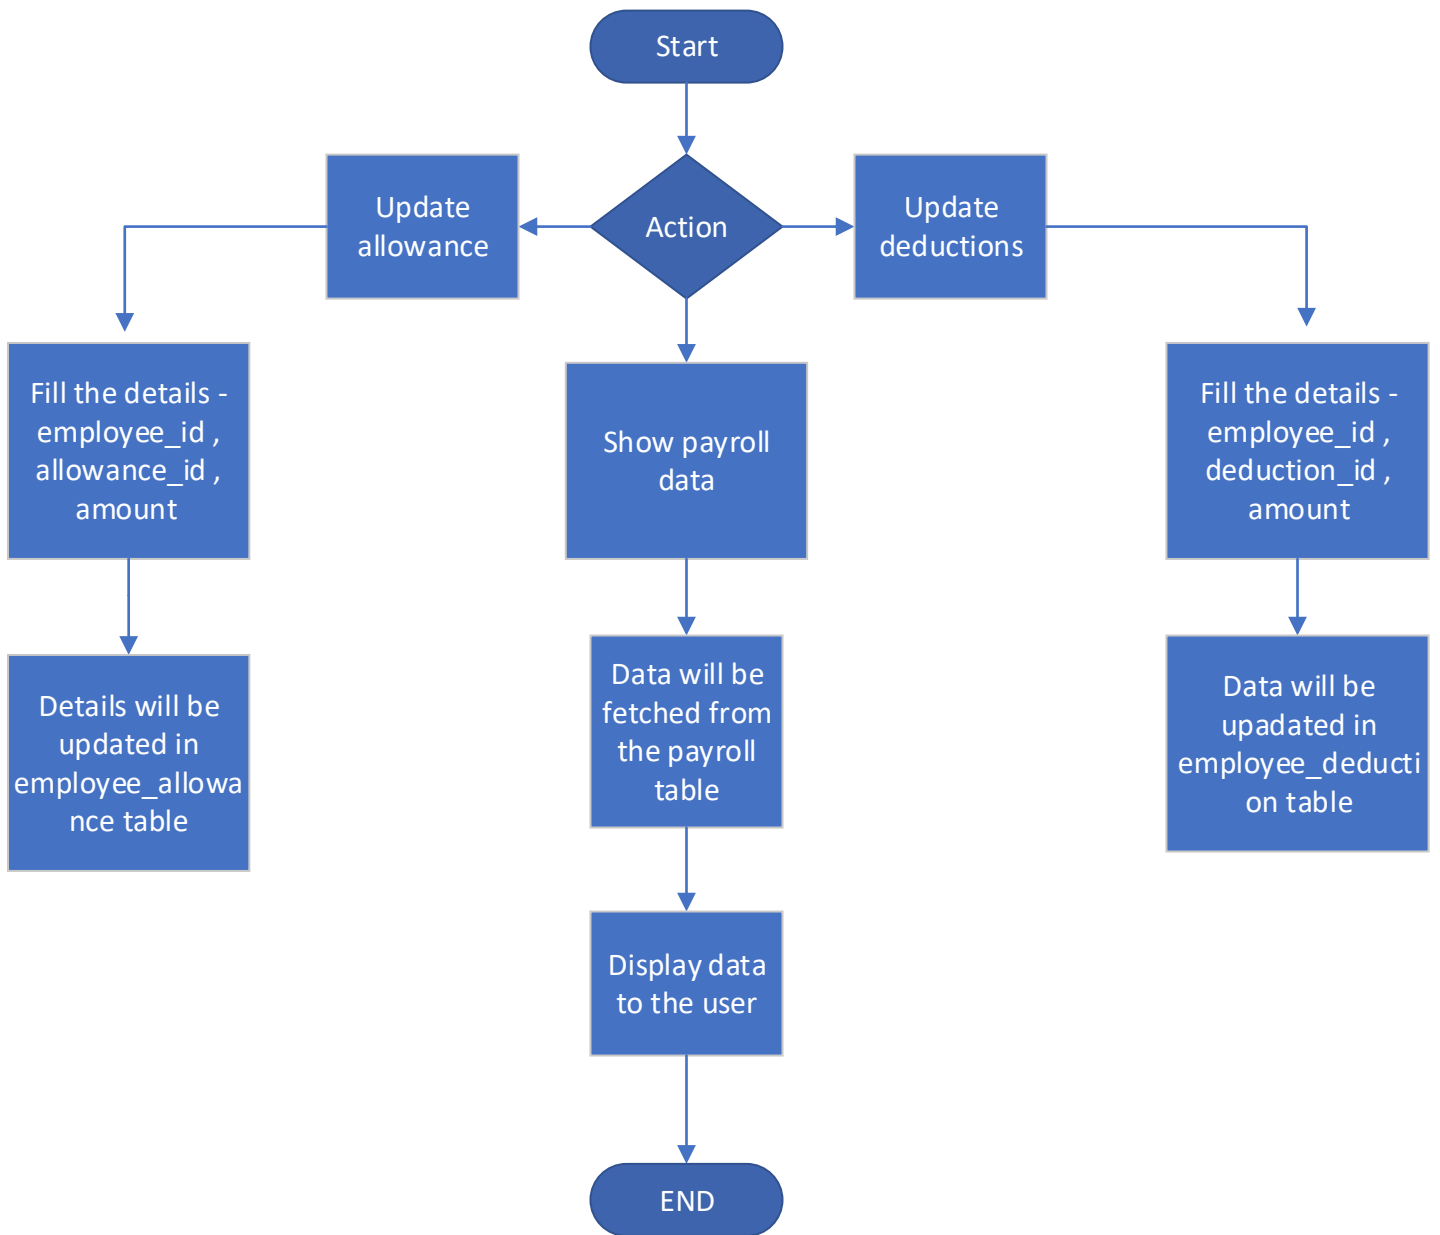 Start
Update
allowance
Action
Update
deductions
Fill the details -
employee_id ,
allowance_id ,
amount
Show payroll
data
Fill the details -
employee_id ,
deduction_id ,
amount
Details will be
updated in
employee_allowa
nce table
Data will be
fetched from
the payroll
table
Data will be
upadated in
employee_deducti
on table
Display data
to the user
END